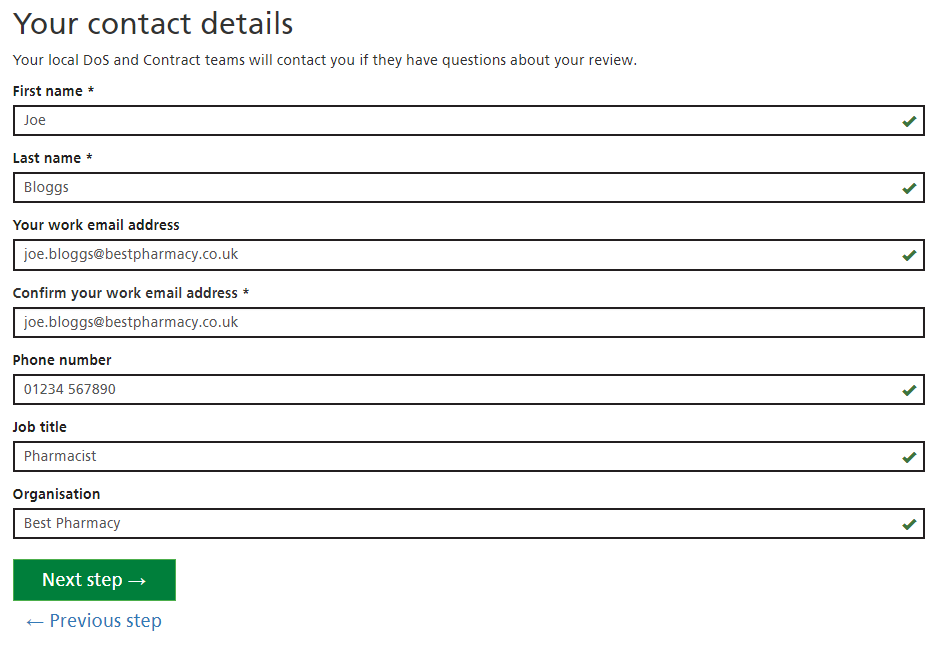 Your contact details
Your local DoS and Contract teams will contact you if they have questions about your review.
First name *
Joe
Last name *
Bloggs
Your work email address
joe.bloggs@bestpharmacy.co.uk
Confirm your work email address *
joe.bloggs@bestpharmacy.co.uk
Phone number
01234 567890
Job title
Pharmacist
Organisation
Best Pharmacy
Next step →
← Previous step